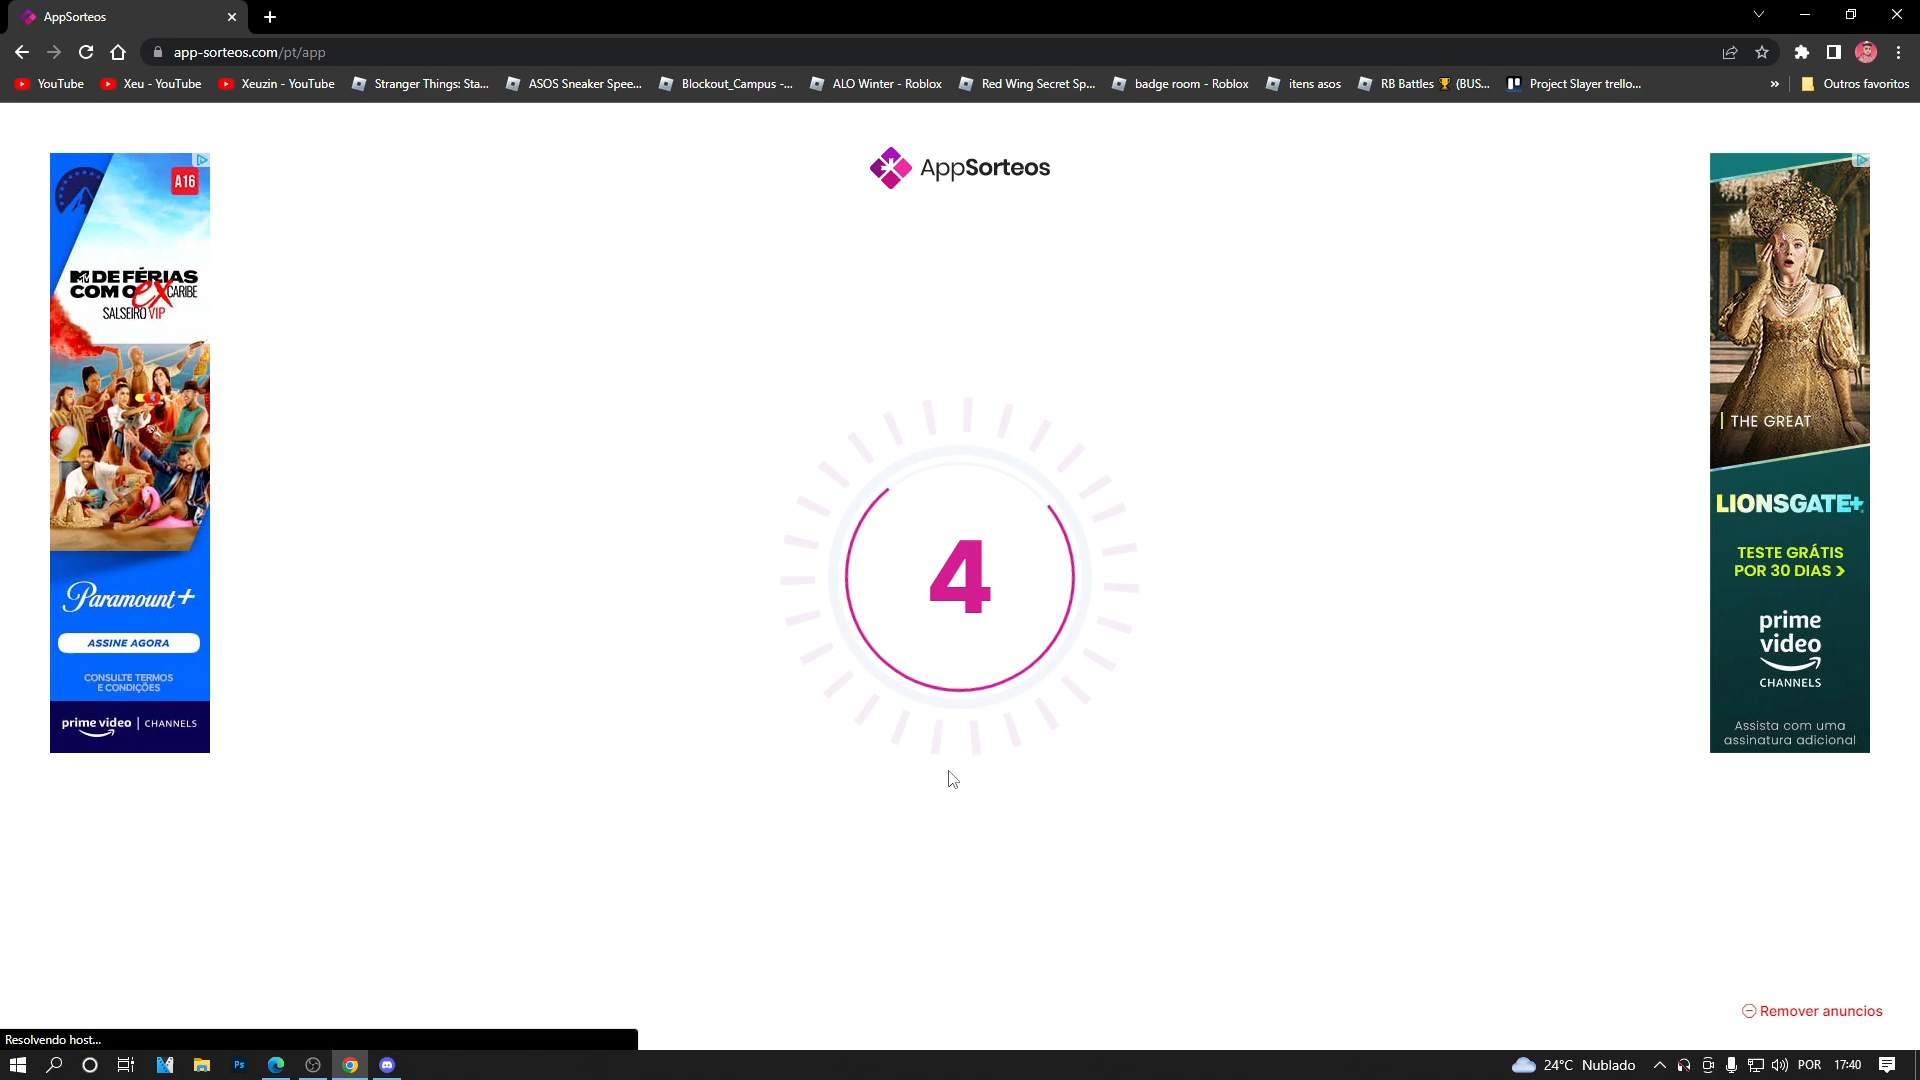 AppSorteos
app-sorteos.com/pt/app
YouTube
Xeu - YouTube
Xeuzin - YouTube
Stranger Things: Sta...
ASOS Sneaker Spee...
Blockout_Campus -...
ALO Winter - Roblox
Red Wing Secret Sp...
badge room - Roblox
itens asos
RB Battles 🏆 (BUS...
Project Slayer trello...
»
Outros favoritos
AppSorteos
A16
MTV DE FÉRIAS
COM O ex CARIBE
SALSEIRO VIP
Paramount+
ASSINE AGORA
CONSULTE TERMOS
E CONDIÇÕES
prime video | CHANNELS
4
THE GREAT
LIONSGATE+
TESTE GRÁTIS
POR 30 DIAS >
prime
video
CHANNELS
Assista com uma
assinatura adicional
Remover anuncios
Resolvendo host...
Ps
24°C Nublado
POR
17:40